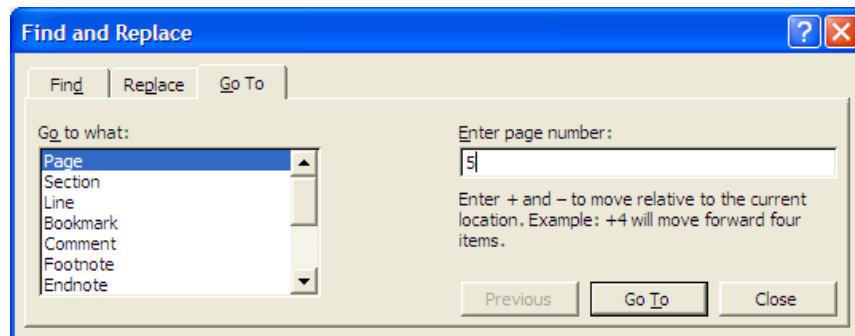 Find and Replace
Find
Replace
Go To
Go to what:
Page
Section
Line
Bookmark
Comment
Footnote
Endnote
Enter page number:
5
Enter + and – to move relative to the current
location. Example: +4 will move forward four
items.
Previous
Go To
Close